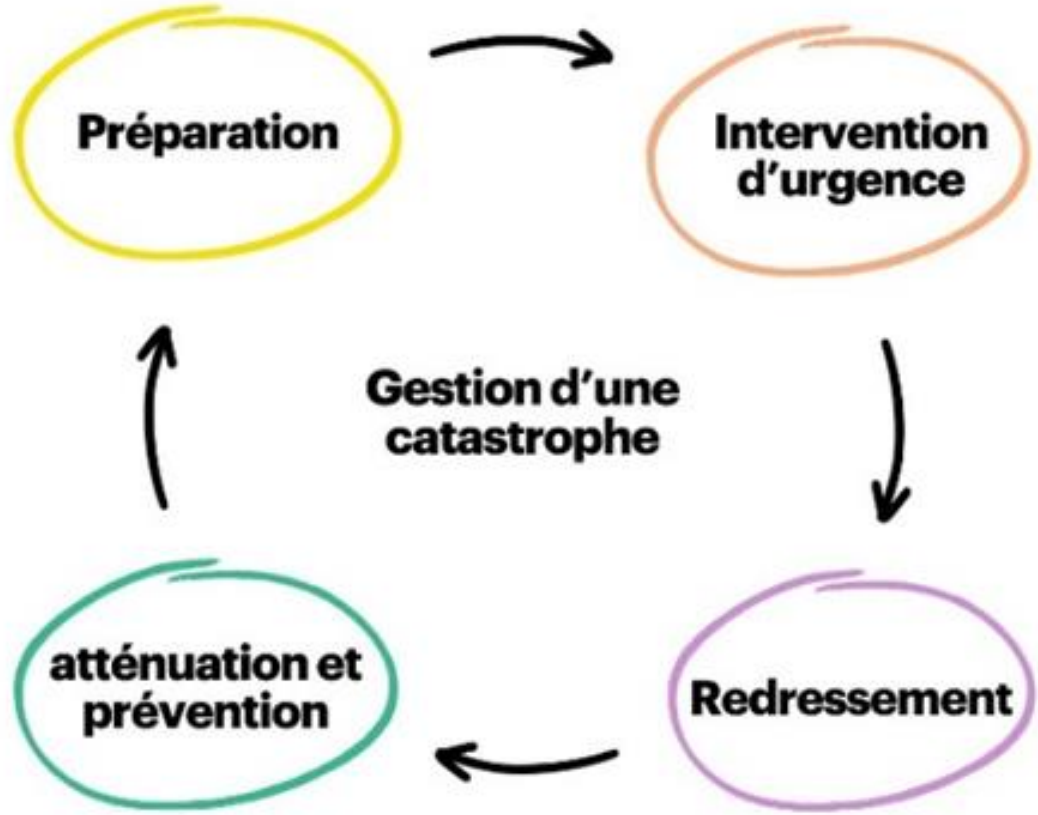 Préparation
Intervention
d'urgence
Gestion d'une
catastrophe
atténuation et
prévention
Redressement